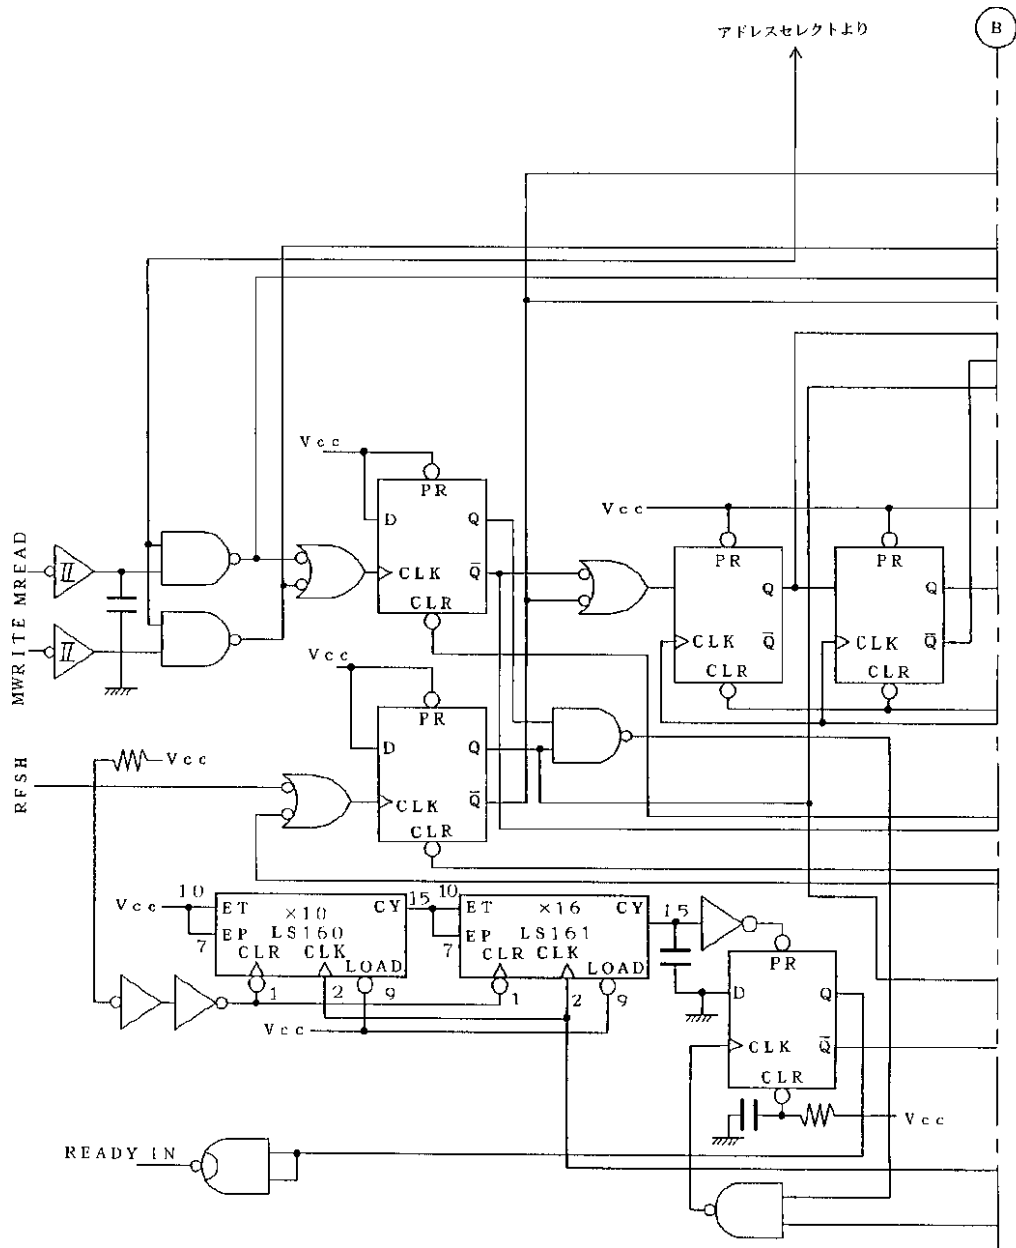 アドレスセレクトより
B
Vcc
PR
D
Q
CLK
Q̅
CLR
Vcc
PR
Q
CLK
Q̅
CLR
PR
Q
CLK
Q̅
CLR
MREAD
MWRITE
Vcc
PR
D
Q
CLK
Q̅
CLR
RFSH
Vcc
Vcc
10
ET
×10
CY
15
7
EP
LS160
CLR
CLK
LOAD
1
2
9
10
ET
×16
CY
15
7
EP
LS161
CLR
CLK
LOAD
1
2
9
Vcc
PR
D
Q
CLK
Q̅
CLR
Vcc
READY IN